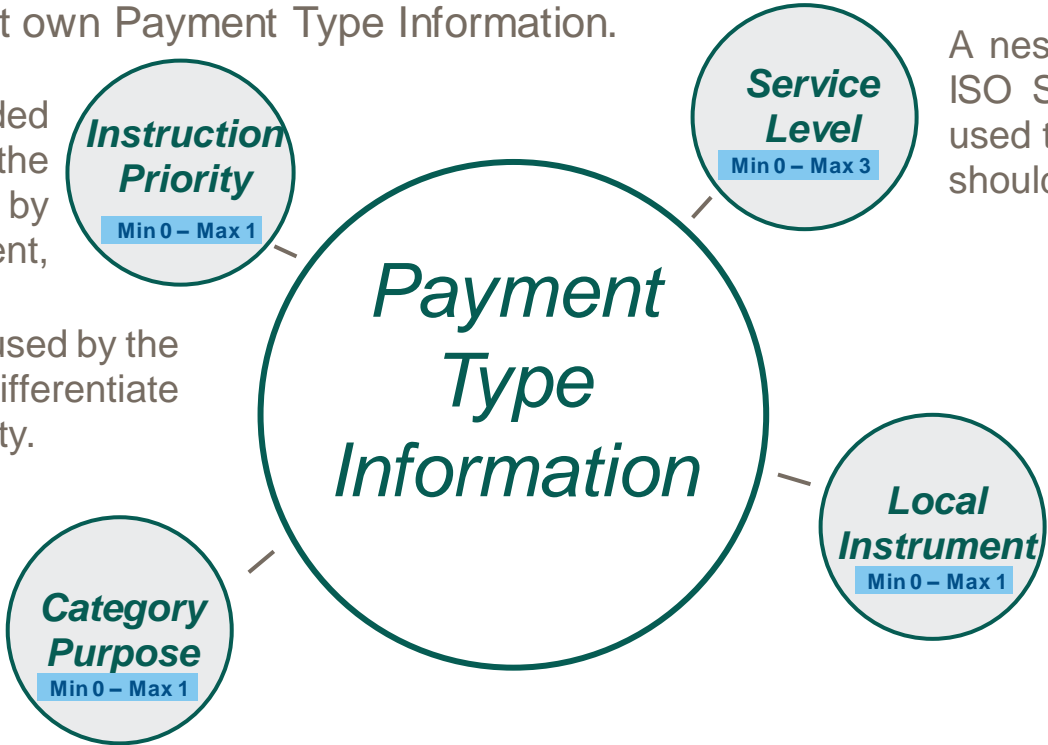 t own Payment Type Information.
ded
the
by
ent,
Instruction
Priority
Min 0 – Max 1
Service
Level
Min 0 – Max 3
A nes
ISO S
used t
should
used by the
ifferentiate
ty.
Payment
Type
Information
Local
Instrument
Min 0 – Max 1
Category
Purpose
Min 0 – Max 1